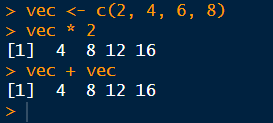 > vec <- c(2, 4, 6, 8)
> vec * 2
[1]  4  8 12 16
> vec + vec
[1]  4  8 12 16
>